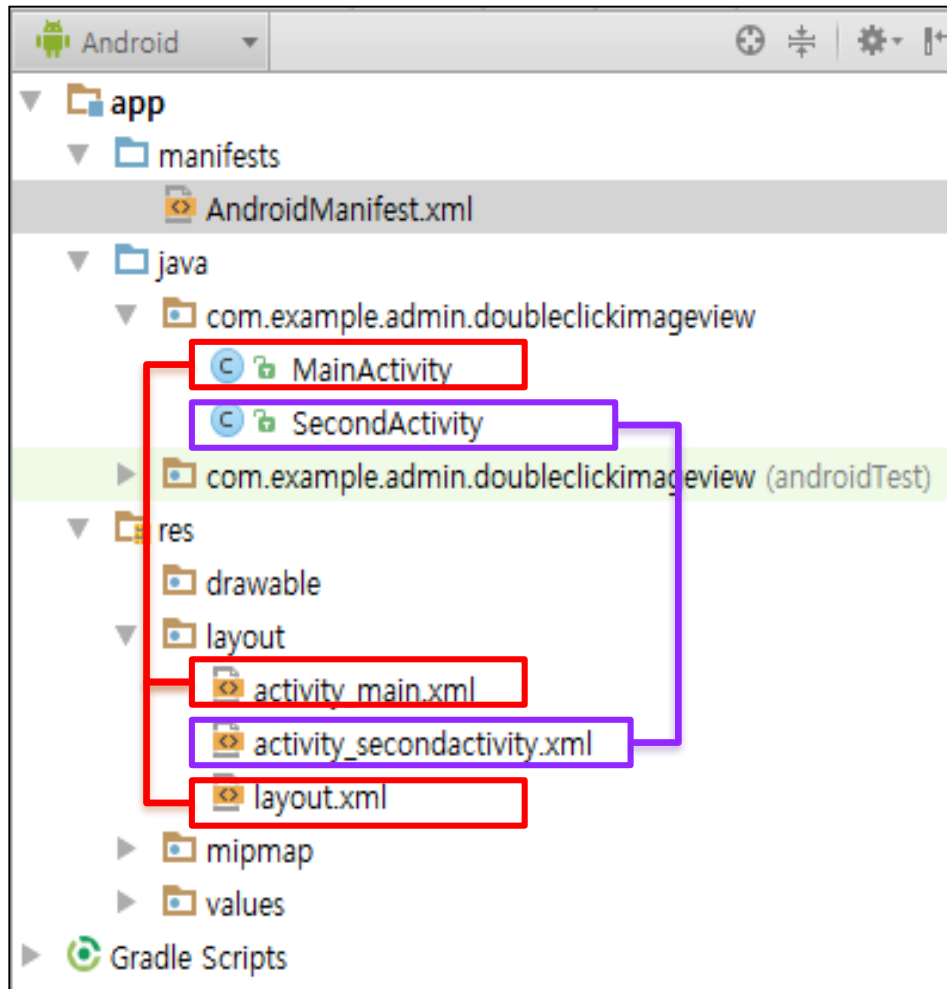 Android
app
manifests
AndroidManifest.xml
java
com.example.admin.doubleclickimageview
MainActivity
SecondActivity
com.example.admin.doubleclickimageview (androidTest)
res
drawable
layout
activity_main.xml
activity_secondactivity.xml
layout.xml
mipmap
values
Gradle Scripts